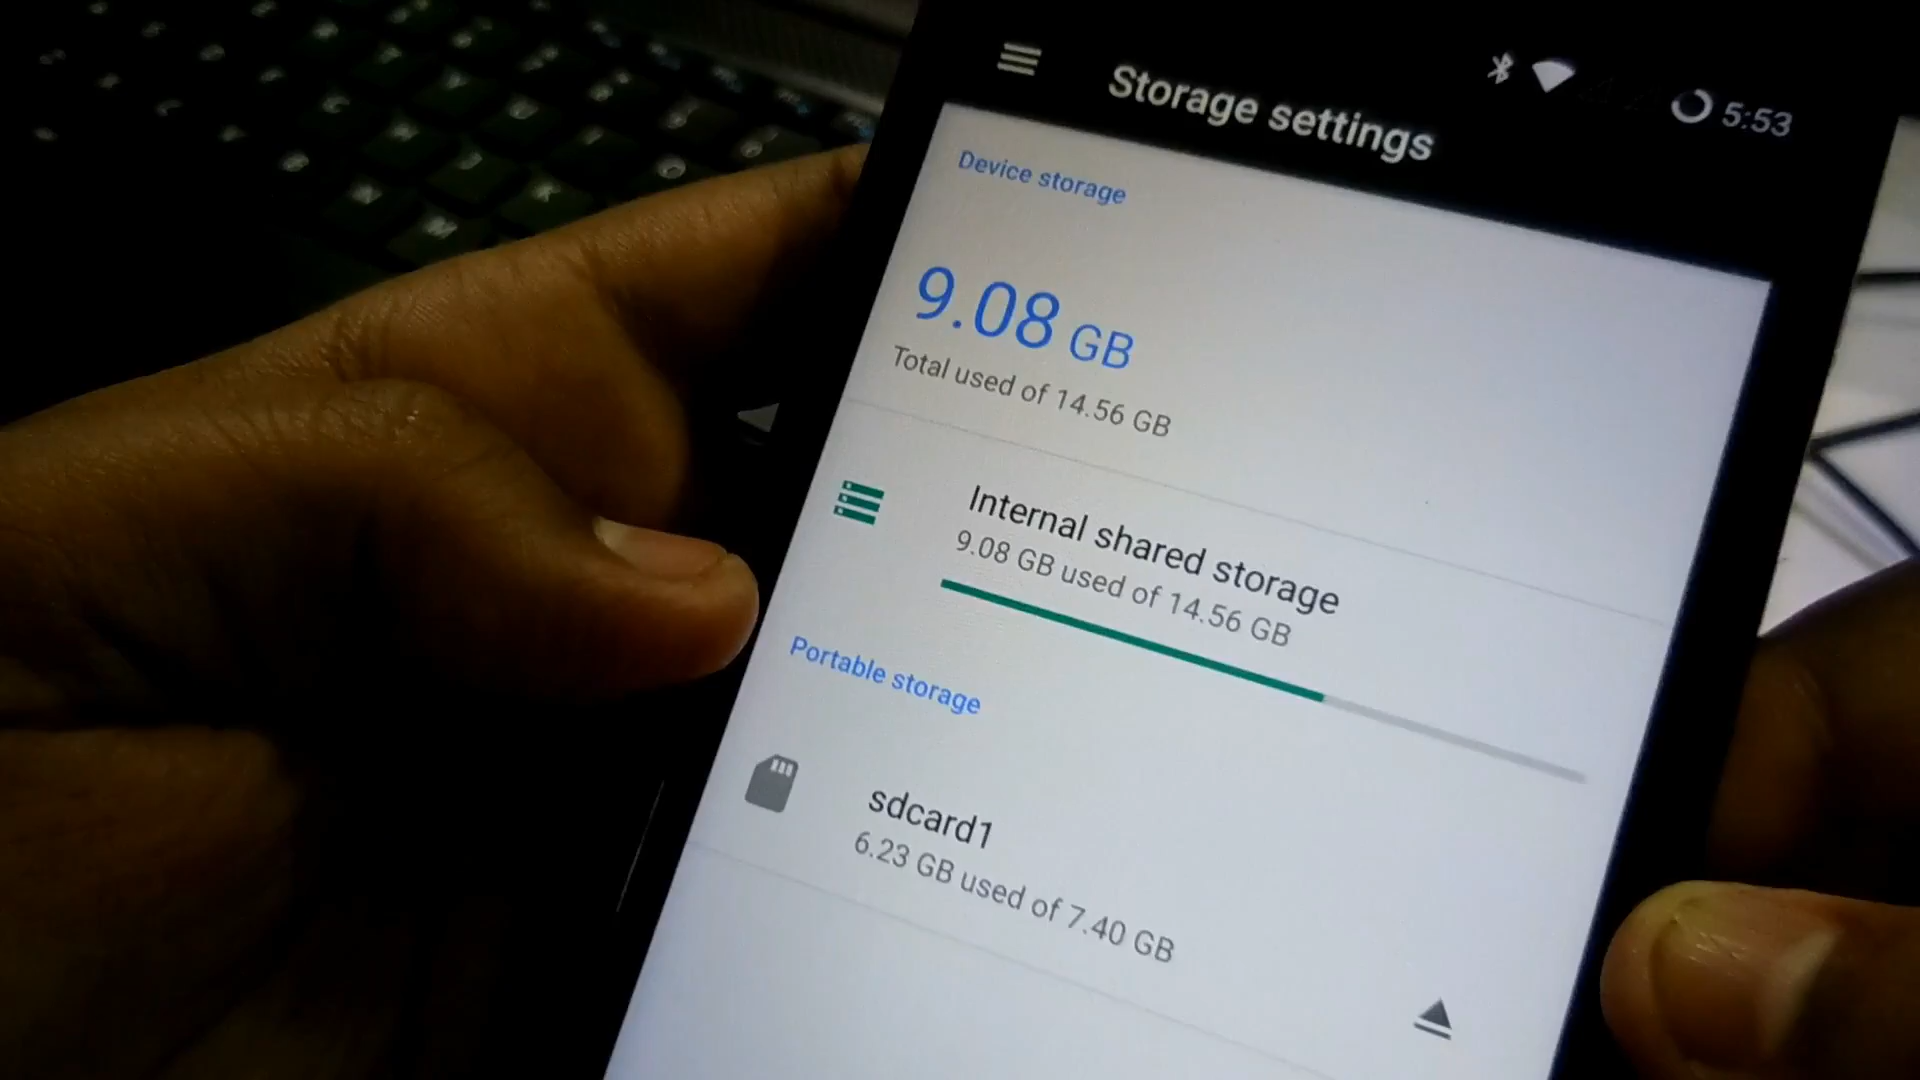 5:53
Storage settings
Device storage
9.08 GB
Total used of 14.56 GB
Internal shared storage
9.08 GB used of 14.56 GB
Portable storage
sdcard1
6.23 GB used of 7.40 GB